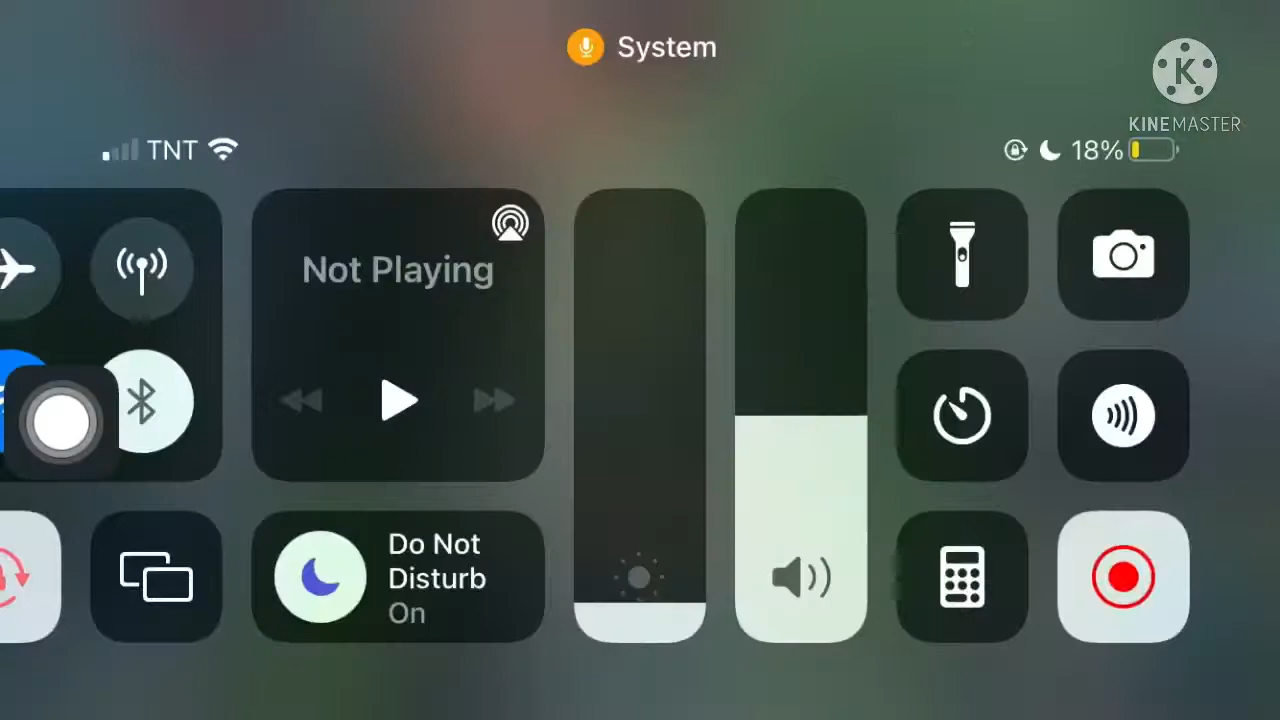 System
KINEMASTER
TNT
18%
Not Playing
Do Not
Disturb
On